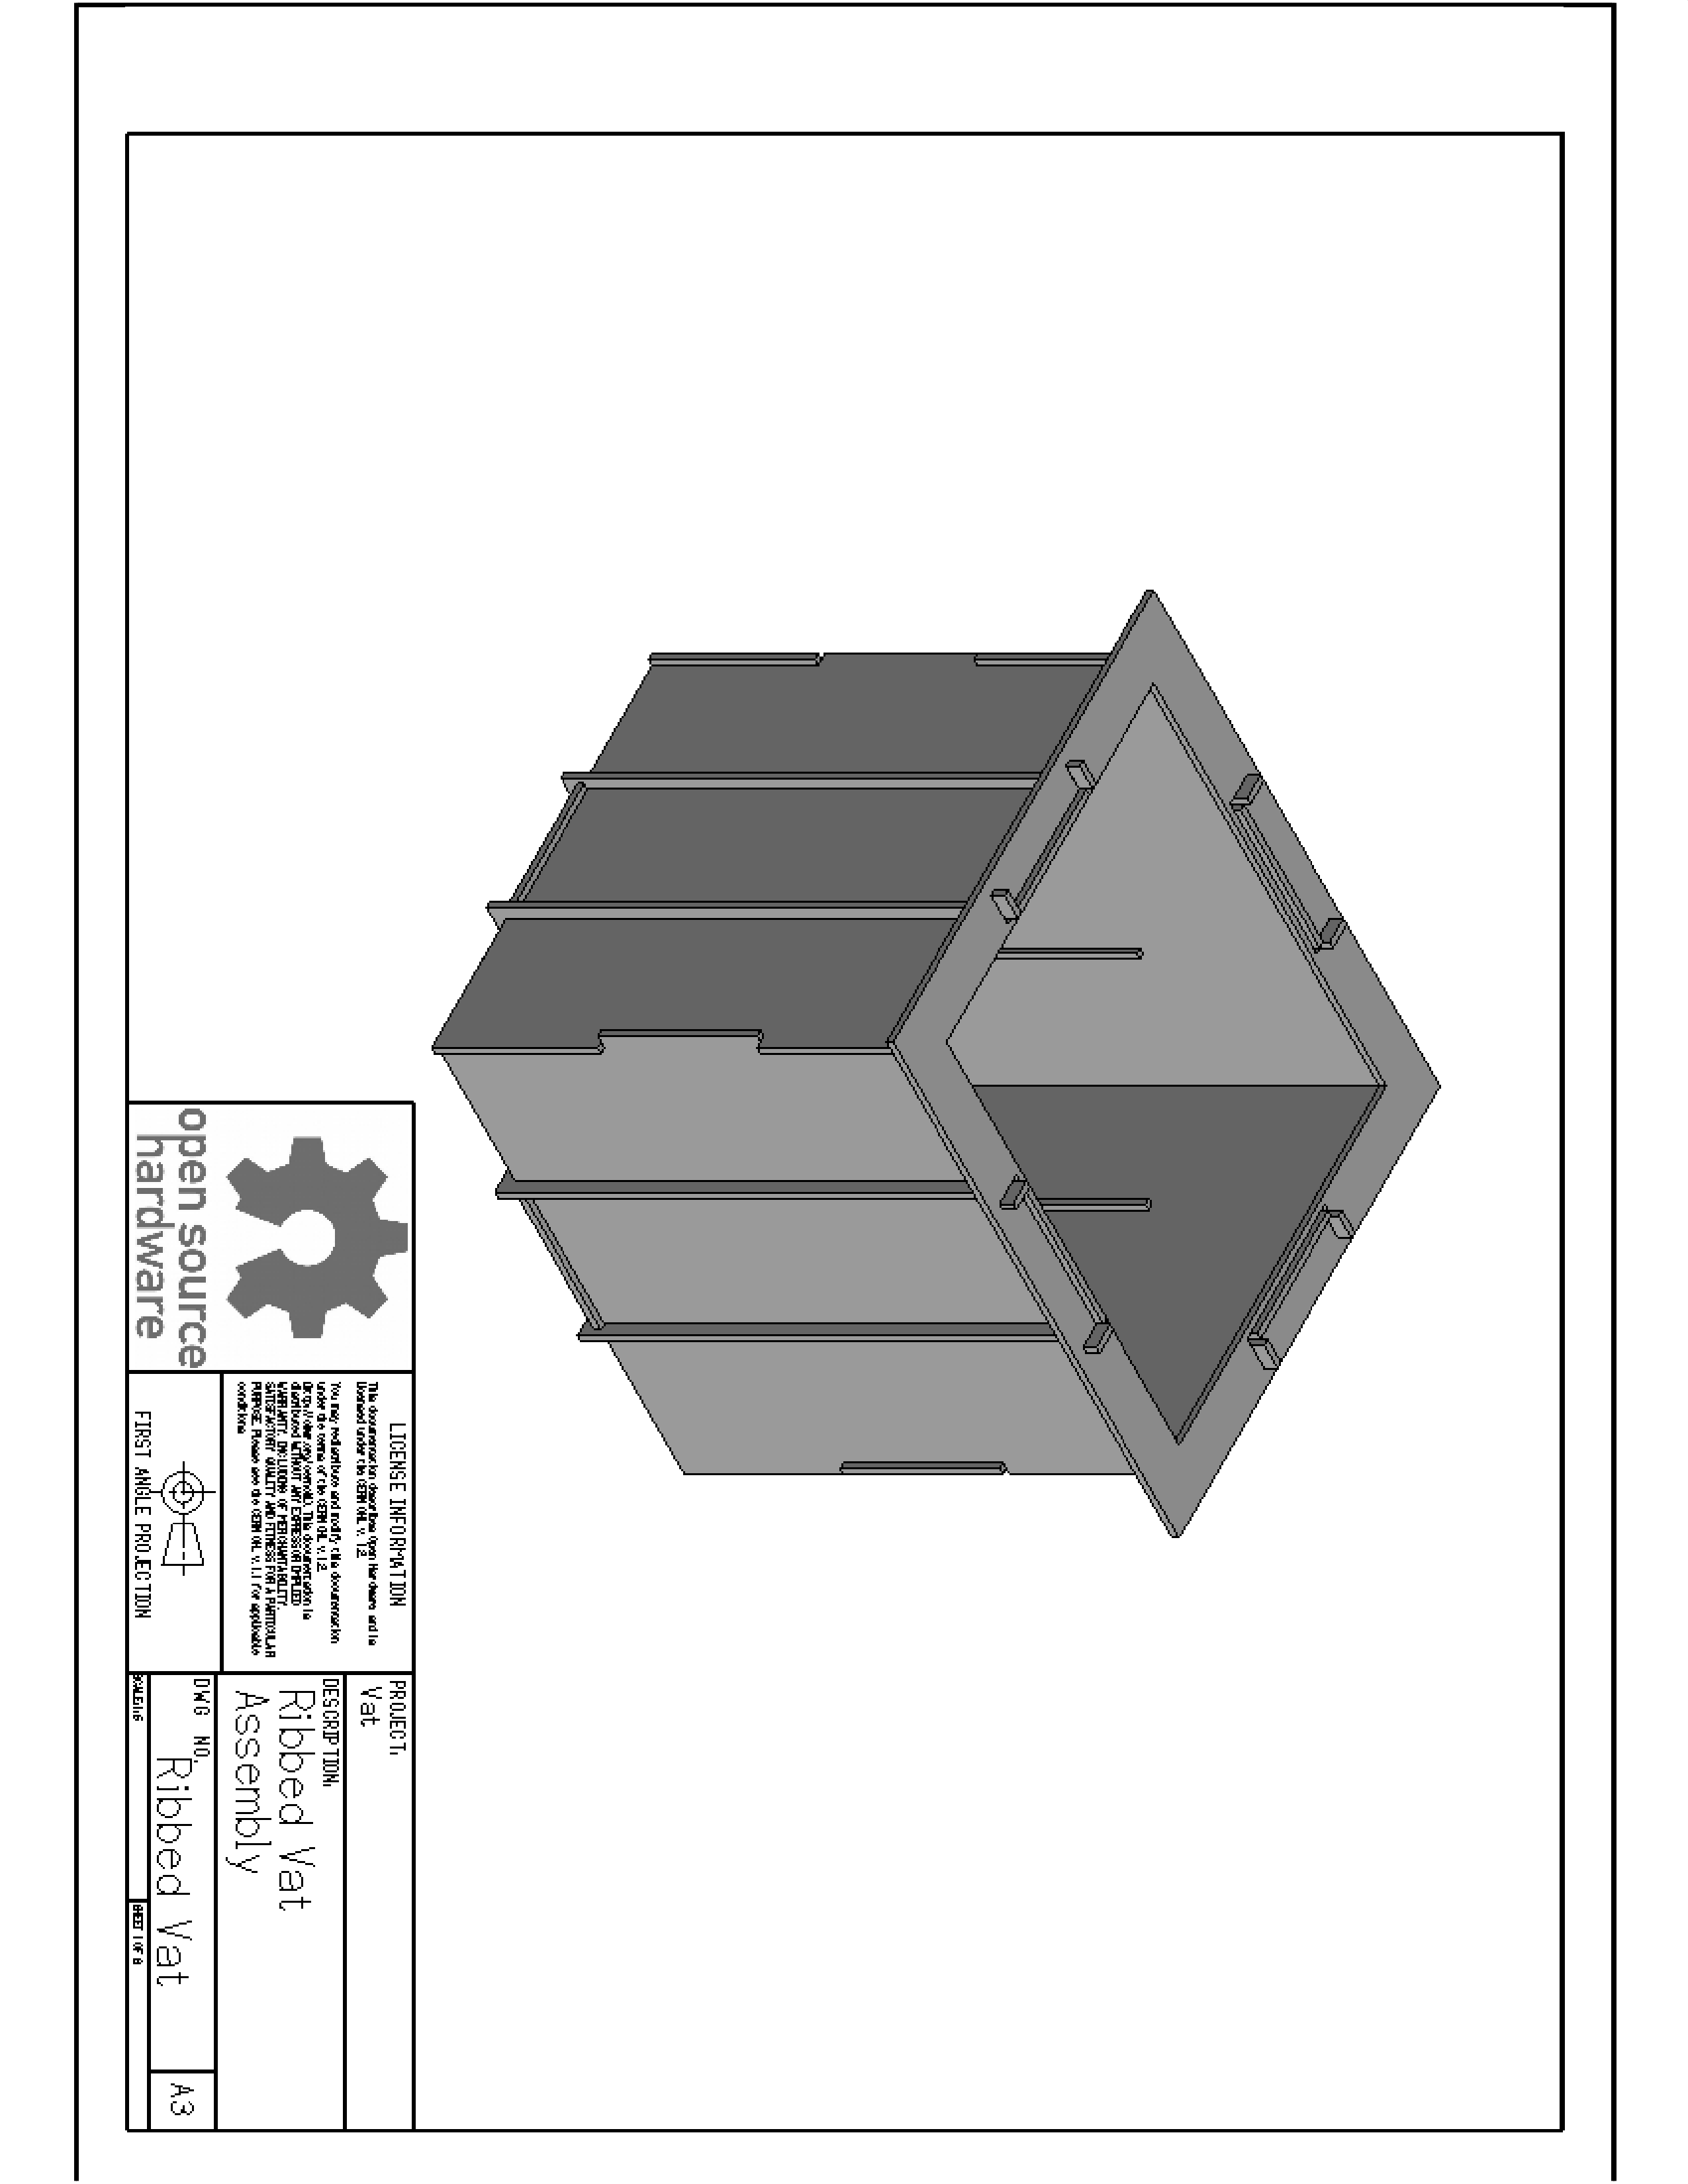 open source
hardware
LICENSE INFORMATION
This documentation describes Open Hardware and is
licensed under the CERN OHL v. 1.2
You may redistribute and modify this documentation
under the terms of the CERN OHL v.1.2
This documentation is
distributed WITHOUT ANY EXPRESS OR IMPLIED
WARRANTY, INCLUDING OF MERCHANTABILITY,
SATISFACTORY QUALITY AND FITNESS FOR A PARTICULAR
PURPOSE. Please see the CERN OHL v.1.1 for applicable
conditions
FIRST ANGLE PROJECTION
PROJECT:
Vat
DESCRIPTION:
Ribbed Vat
Assembly
DWG NO.
Ribbed Vat
A3
SHEET 1 OF 8